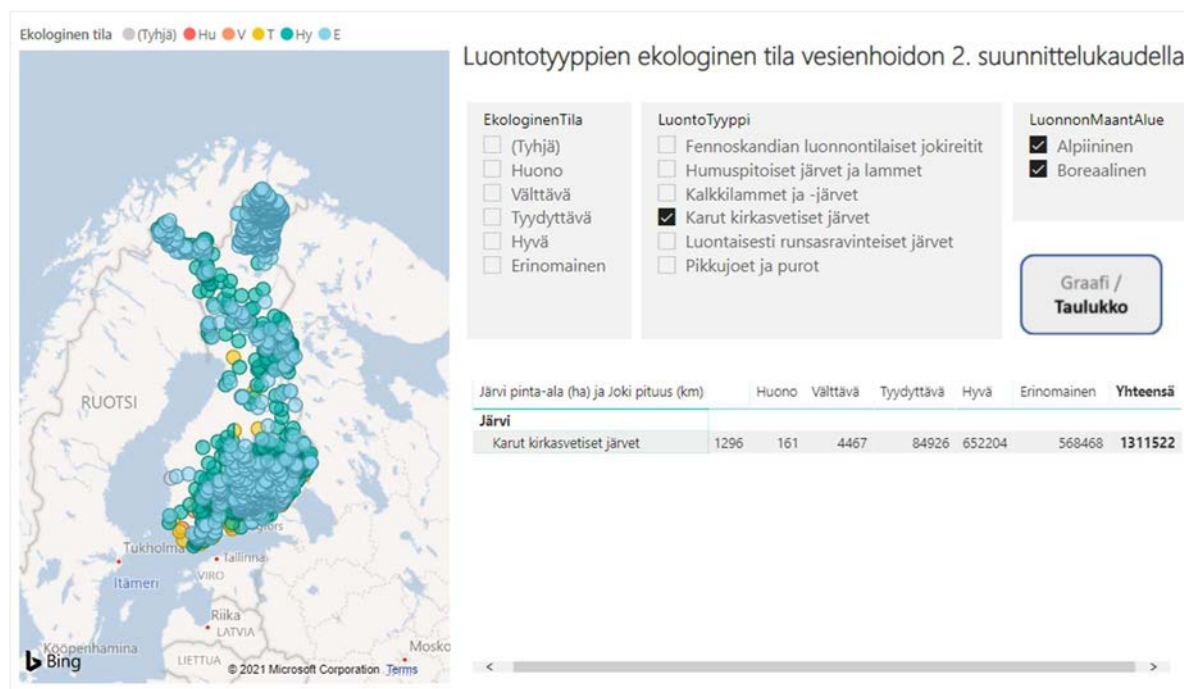 Ekologinen tila (Tyhjä) Hu V T Hy E
Luontotyyppien ekologinen tila vesienhoidon 2. suunnittelukaudella
EkologinenTila
(Tyhjä)
Huono
Välttävä
Tyydyttävä
Hyvä
Erinomainen
LuontoTyyppi
Fennoskandian luonnontilaiset jokireitit
Humuspitoiset järvet ja lammet
Kalkkilammet ja -järvet
Karut kirkasvetiset järvet
Luontaisesti runsasravinteiset järvet
Pikkujoet ja purot
LuonnonMaantAlue
Alpiininen
Boreaalinen
Graafi /
Taulukko
Järvi pinta-ala (ha) ja Joki pituus (km) Huono Välttävä Tyydyttävä Hyvä Erinomainen Yhteensä
Järvi
Karut kirkasvetiset järvet 1296 161 4467 84926 652204 568468 1311522
RUOTSI
Tukholma
Tallinna
Itämeri
VIRO
Riika
LATVIA
Kööpenhamina
Mosko
LIETTUA
Bing
© 2021 Microsoft Corporation Terms